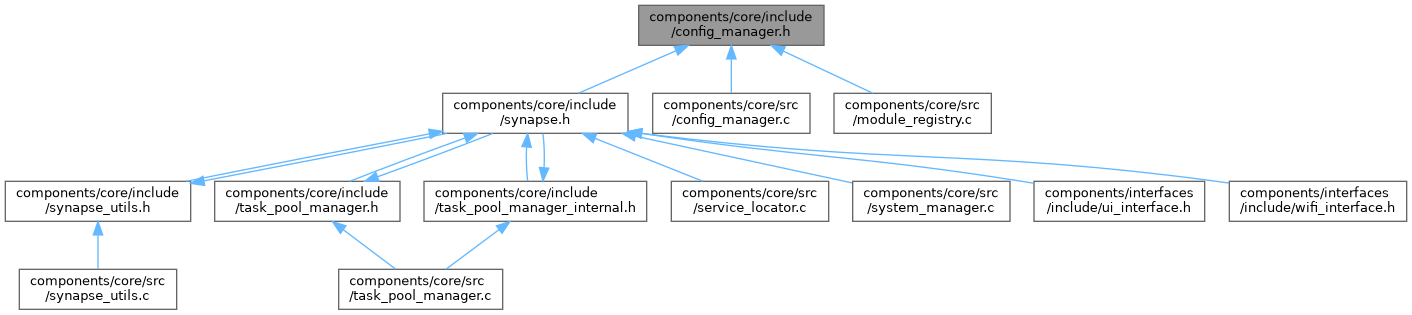 components/core/include
/config_manager.h
components/core/include
/synapse.h
components/core/src
/config_manager.c
components/core/src
/module_registry.c
components/core/include
/synapse_utils.h
components/core/include
/task_pool_manager.h
components/core/include
/task_pool_manager_internal.h
components/core/src
/service_locator.c
components/core/src
/system_manager.c
components/interfaces
/include/ui_interface.h
components/interfaces
/include/wifi_interface.h
components/core/src
/synapse_utils.c
components/core/src
/task_pool_manager.c